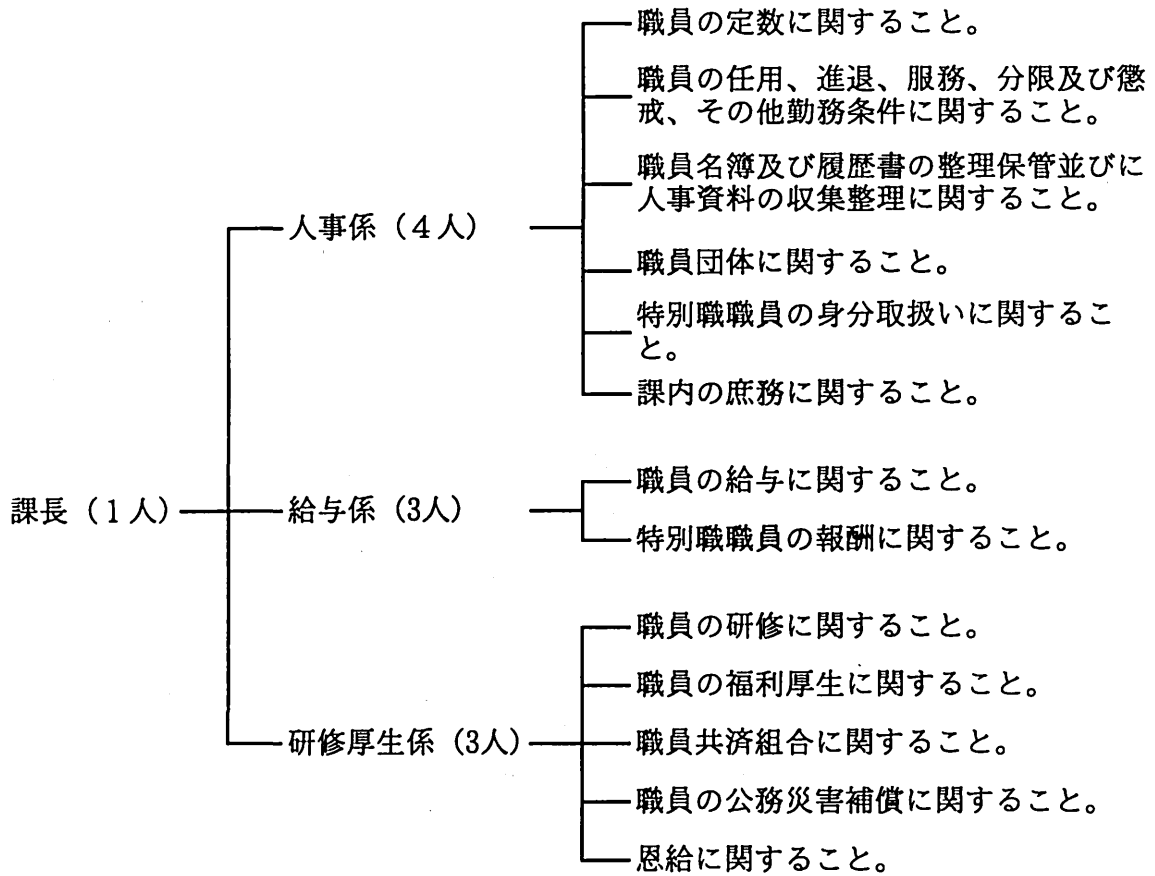 職員の定数に関すること。
職員の任用、進退、服務、分限及び懲
戒、その他勤務条件に関すること。
職員名簿及び履歴書の整理保管並びに
人事資料の収集整理に関すること。
人事係（４人）
職員団体に関すること。
特別職職員の身分取扱いに関するこ
と。
課内の庶務に関すること。
職員の給与に関すること。
課長（１人）
給与係（3人）
特別職職員の報酬に関すること。
職員の研修に関すること。
職員の福利厚生に関すること。
研修厚生係（3人）
職員共済組合に関すること。
職員の公務災害補償に関すること。
恩給に関すること。